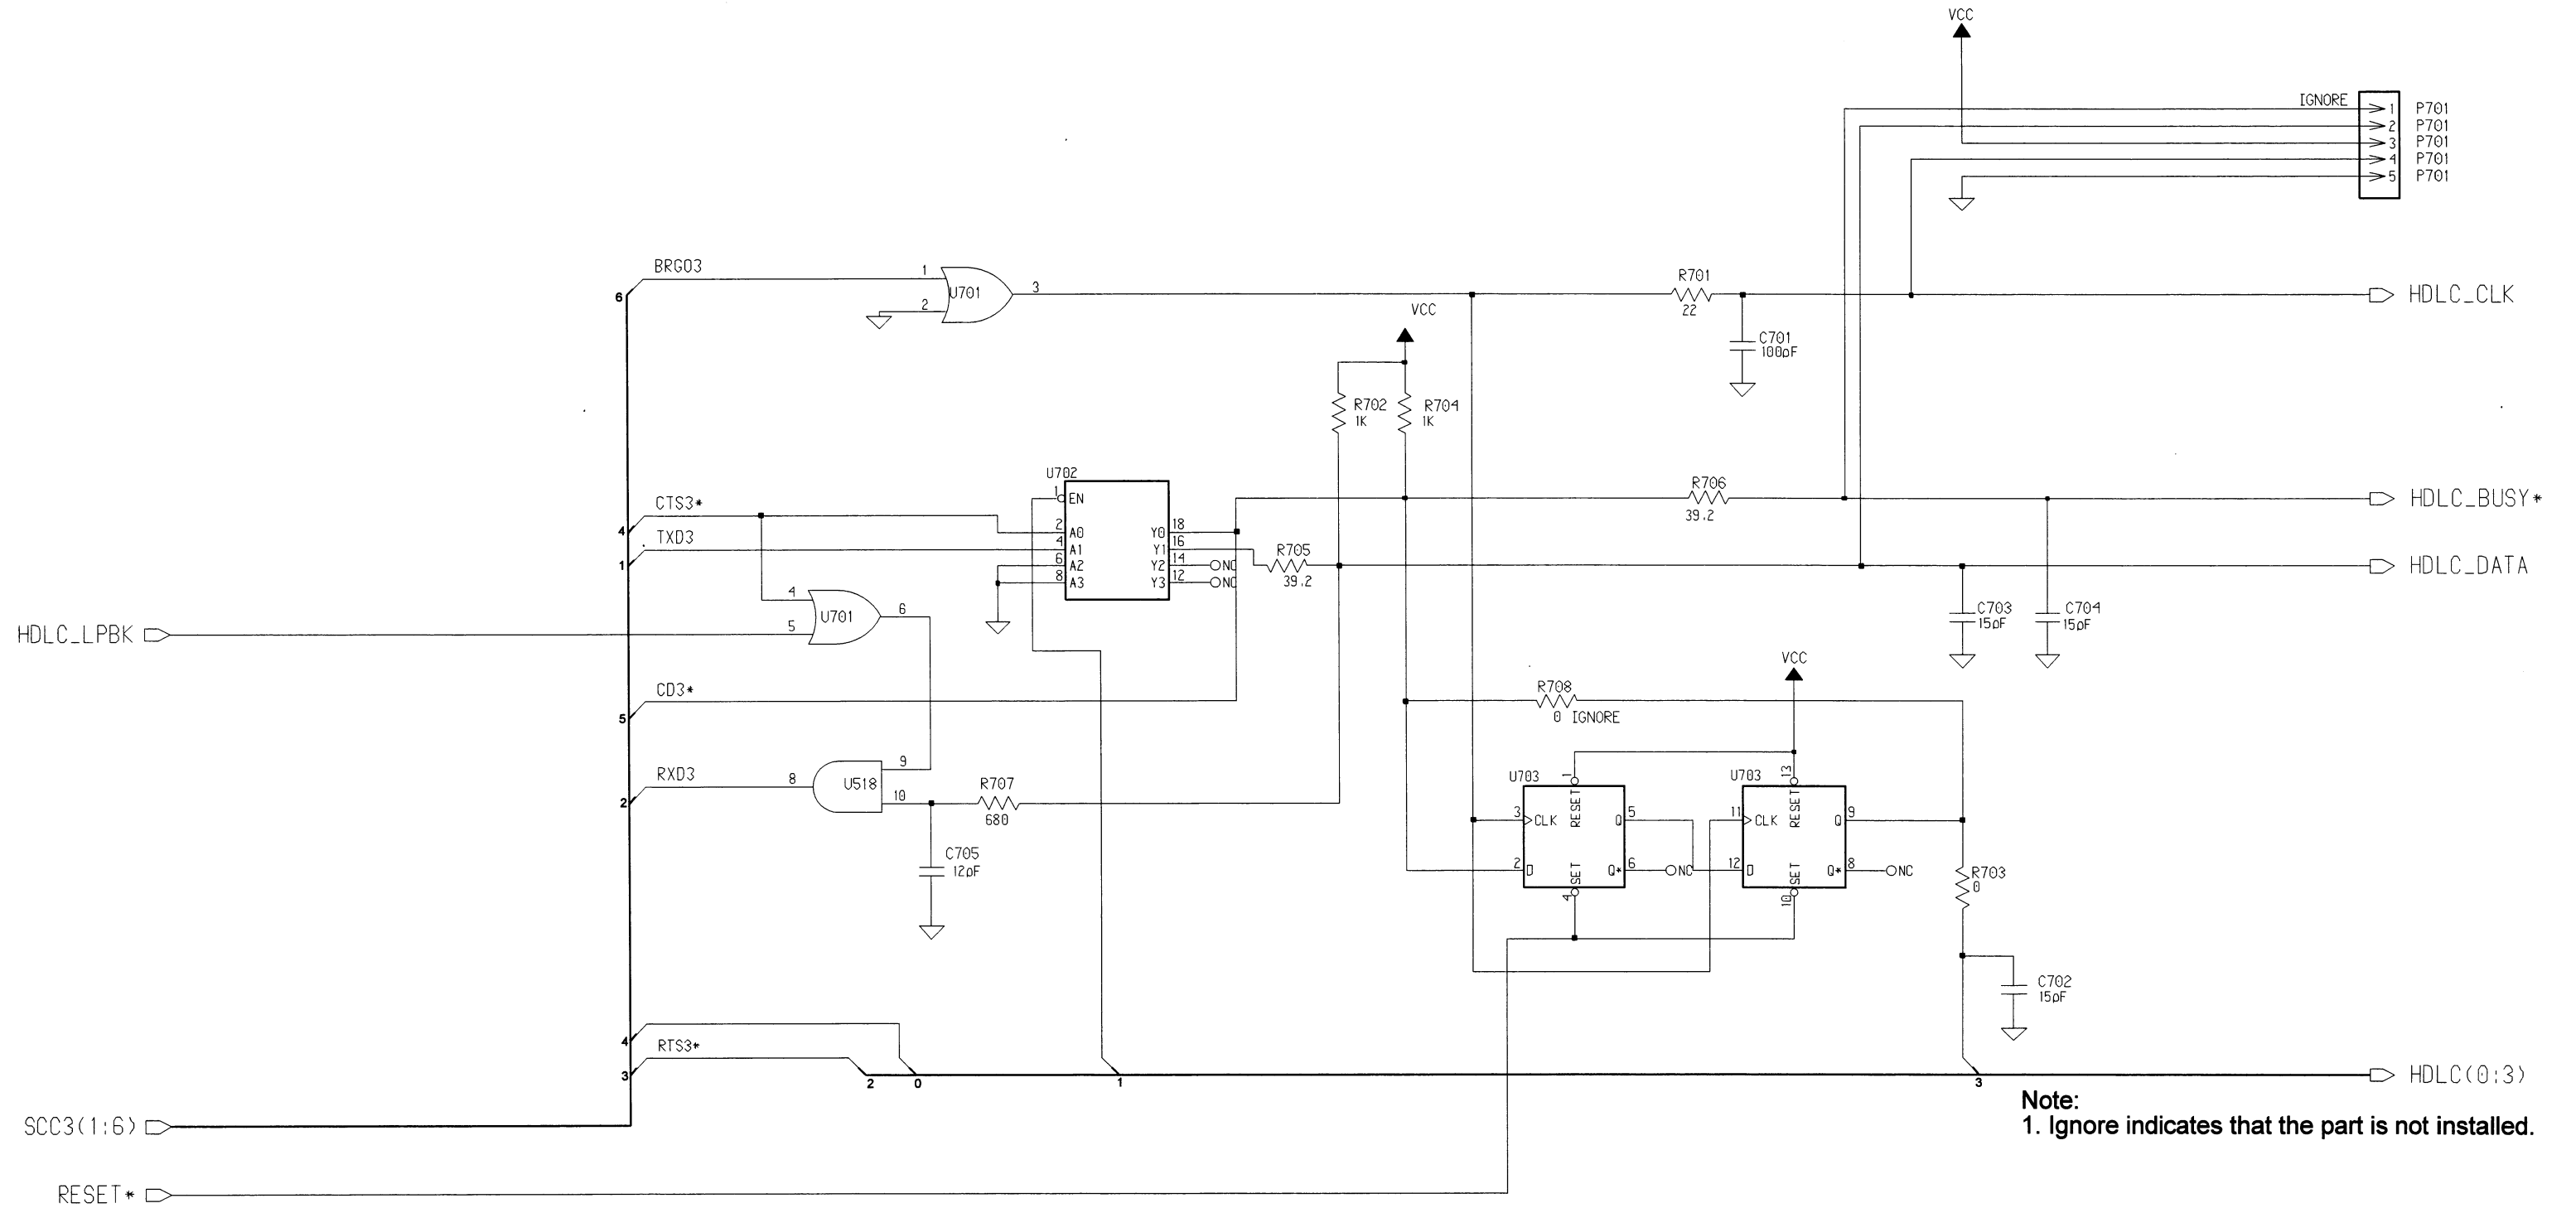 VCC
IGNORE
1 P701
2 P701
3 P701
4 P701
5 P701
BRGO3
6
1
2
U701
3
R701
22
HDLC_CLK
C701
100pF
VCC
R702
1K
R704
1K
U702
1
EN
CTS3*
4
TXD3
1
2 A0 Y0 18
4 A1 Y1 16
6 A2 Y2 14 NC
8 A3 Y3 12 NC
R705
39.2
R706
39.2
HDLC_BUSY*
HDLC_DATA
C703
15pF
C704
15pF
HDLC_LPBK
4
5
U701
6
CD3*
5
R708
0 IGNORE
VCC
RXD3
2
8
U518
9
10
R707
680
C705
12pF
U703
1
RESET
3 CLK
Q 5
2 D
Q* 6 NC
SET
4
U703
13
RESET
11 CLK
Q 9
12 D
Q* 8 NC
SET
10
R703
0
C702
15pF
4
RTS3*
3
2
0
1
3
HDLC(0:3)
Note:
1. Ignore indicates that the part is not installed.
SCC3(1:6)
RESET*